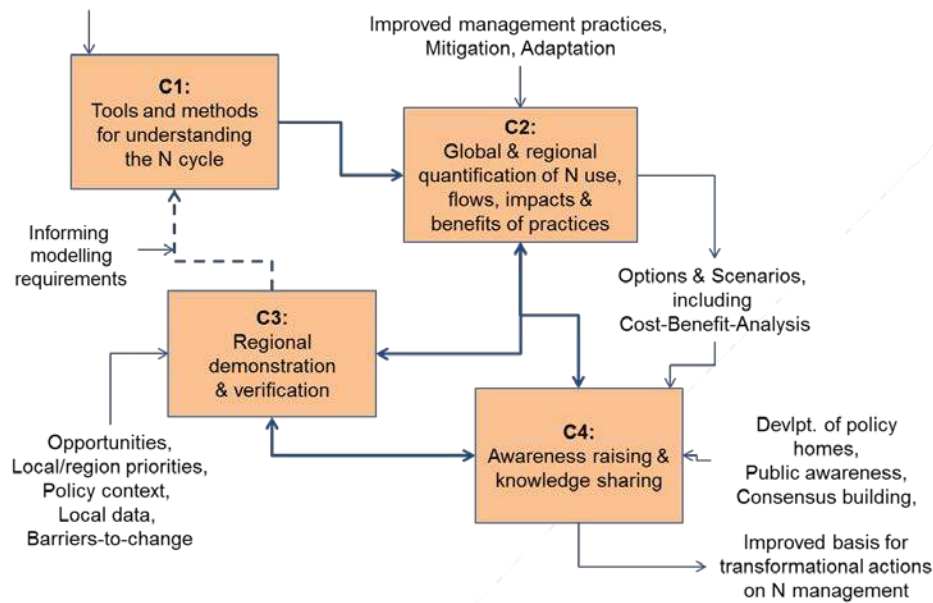 Improved management practices,
Mitigation, Adaptation
C1:
Tools and methods
for understanding
the N cycle
C2:
Global & regional
quantification of N use,
flows, impacts &
benefits of practices
Informing
modelling
requirements
Options & Scenarios,
including
Cost-Benefit-Analysis
C3:
Regional
demonstration
& verification
Opportunities,
Local/region priorities,
Policy context,
Local data,
Barriers-to-change
C4:
Awareness raising &
knowledge sharing
Devlpt. of policy
homes,
Public awareness,
Consensus building,
Improved basis for
transformational actions
on N management